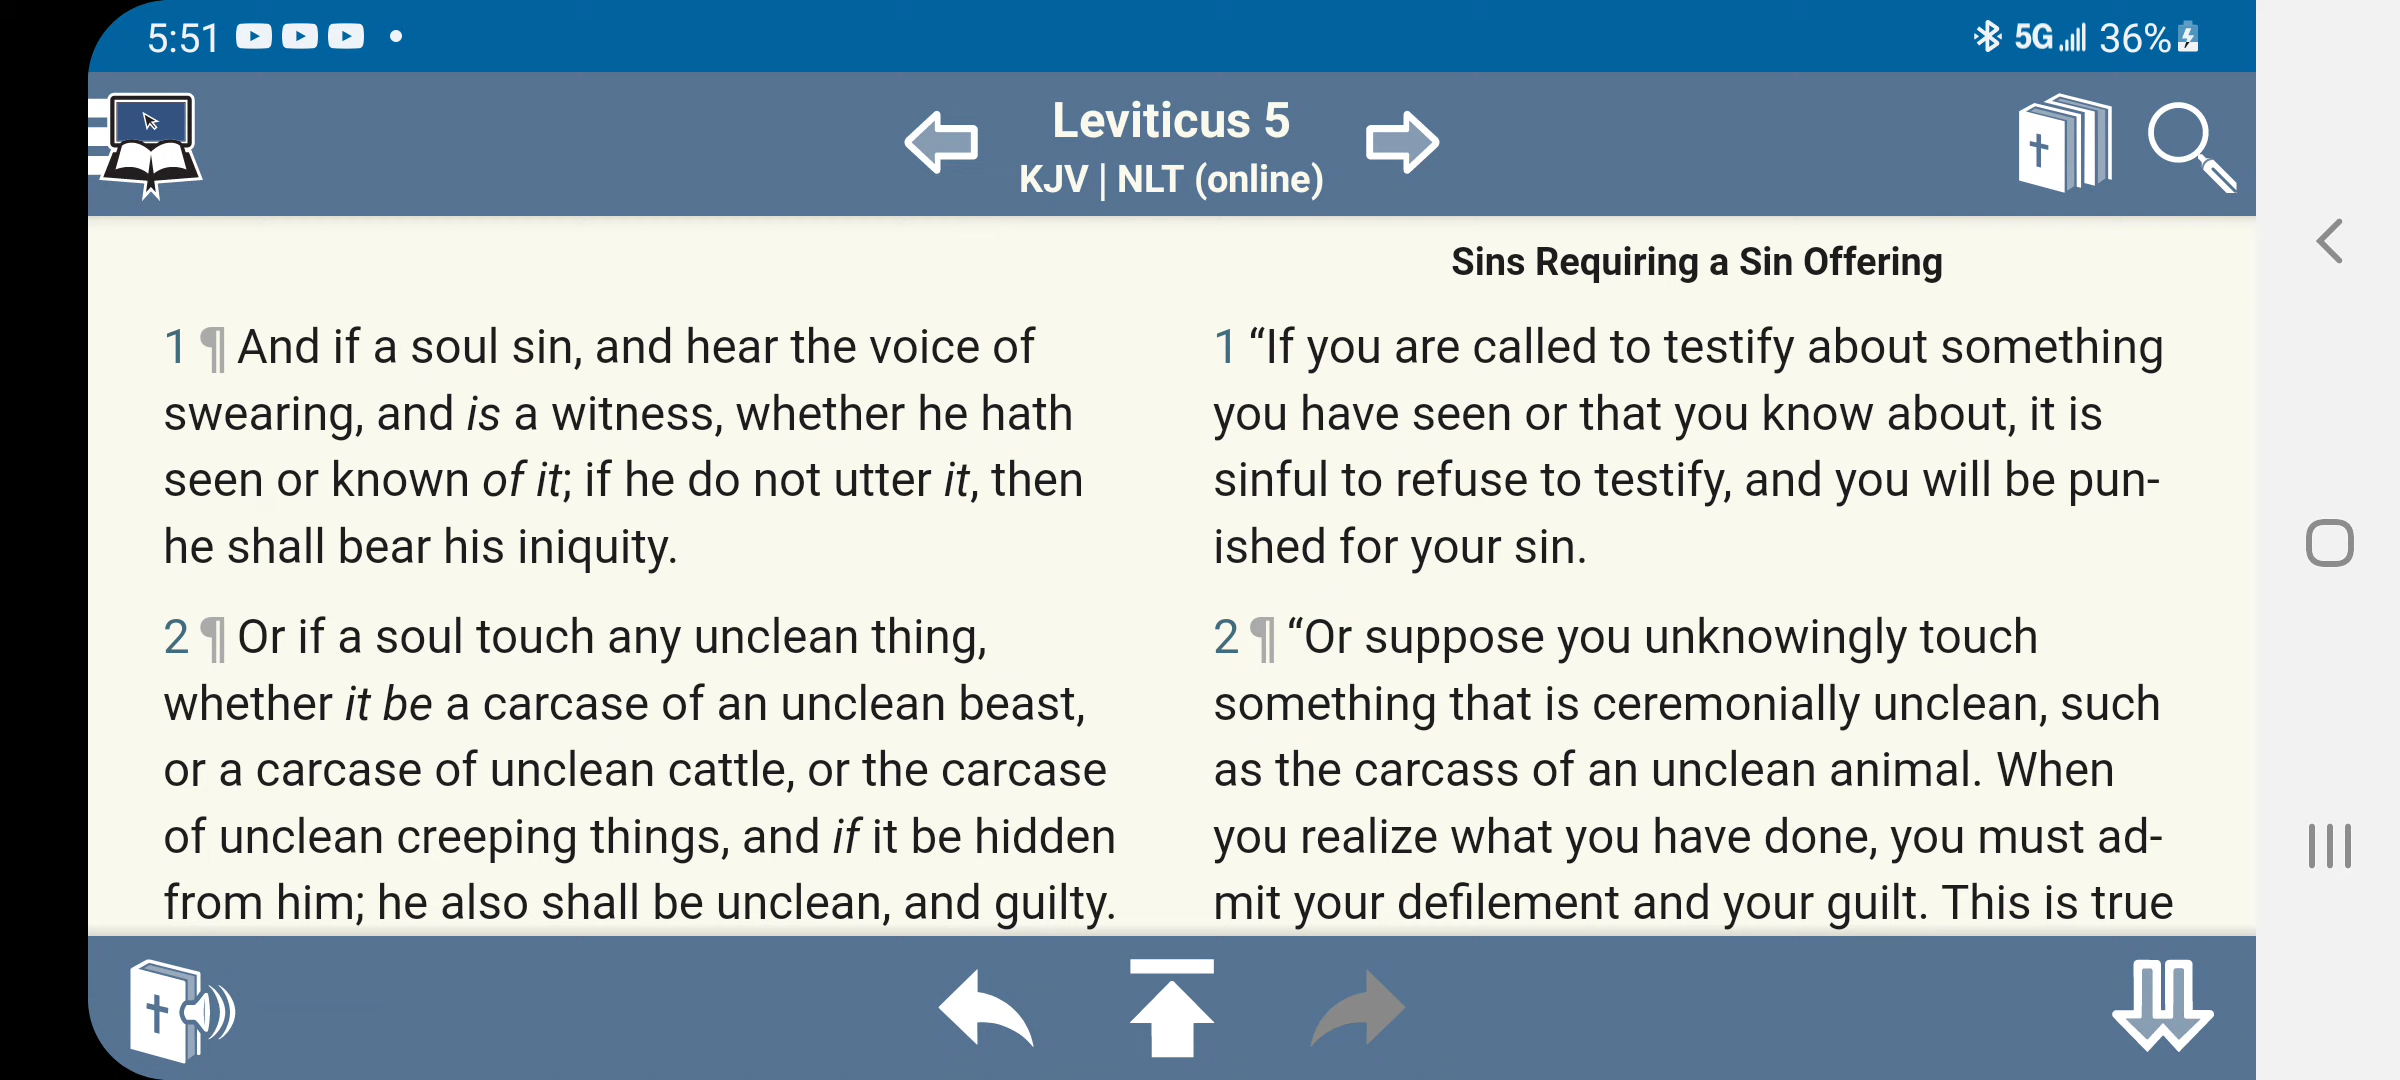 5:51
5G 36%
Leviticus 5
KJV | NLT (online)
Sins Requiring a Sin Offering
1 ¶ And if a soul sin, and hear the voice of
swearing, and is a witness, whether he hath
seen or known of it; if he do not utter it, then
he shall bear his iniquity.
2 ¶ Or if a soul touch any unclean thing,
whether it be a carcase of an unclean beast,
or a carcase of unclean cattle, or the carcase
of unclean creeping things, and if it be hidden
from him; he also shall be unclean, and guilty.
1 “If you are called to testify about something
you have seen or that you know about, it is
sinful to refuse to testify, and you will be pun-
ished for your sin.
2 ¶ “Or suppose you unknowingly touch
something that is ceremonially unclean, such
as the carcass of an unclean animal. When
you realize what you have done, you must ad-
mit your defilement and your guilt. This is true